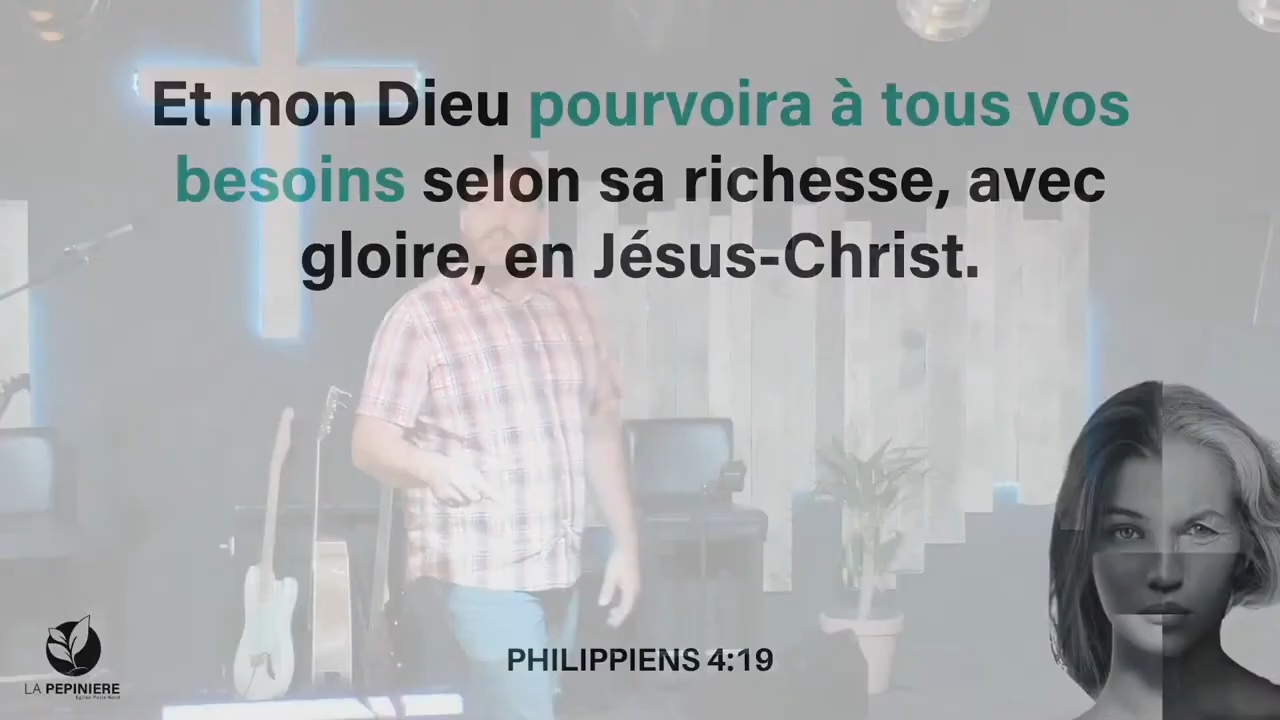 Et mon Dieu pourvoira à tous vos
besoins selon sa richesse, avec
gloire, en Jésus-Christ.
PHILIPPIENS 4:19
LA PEPINIERE